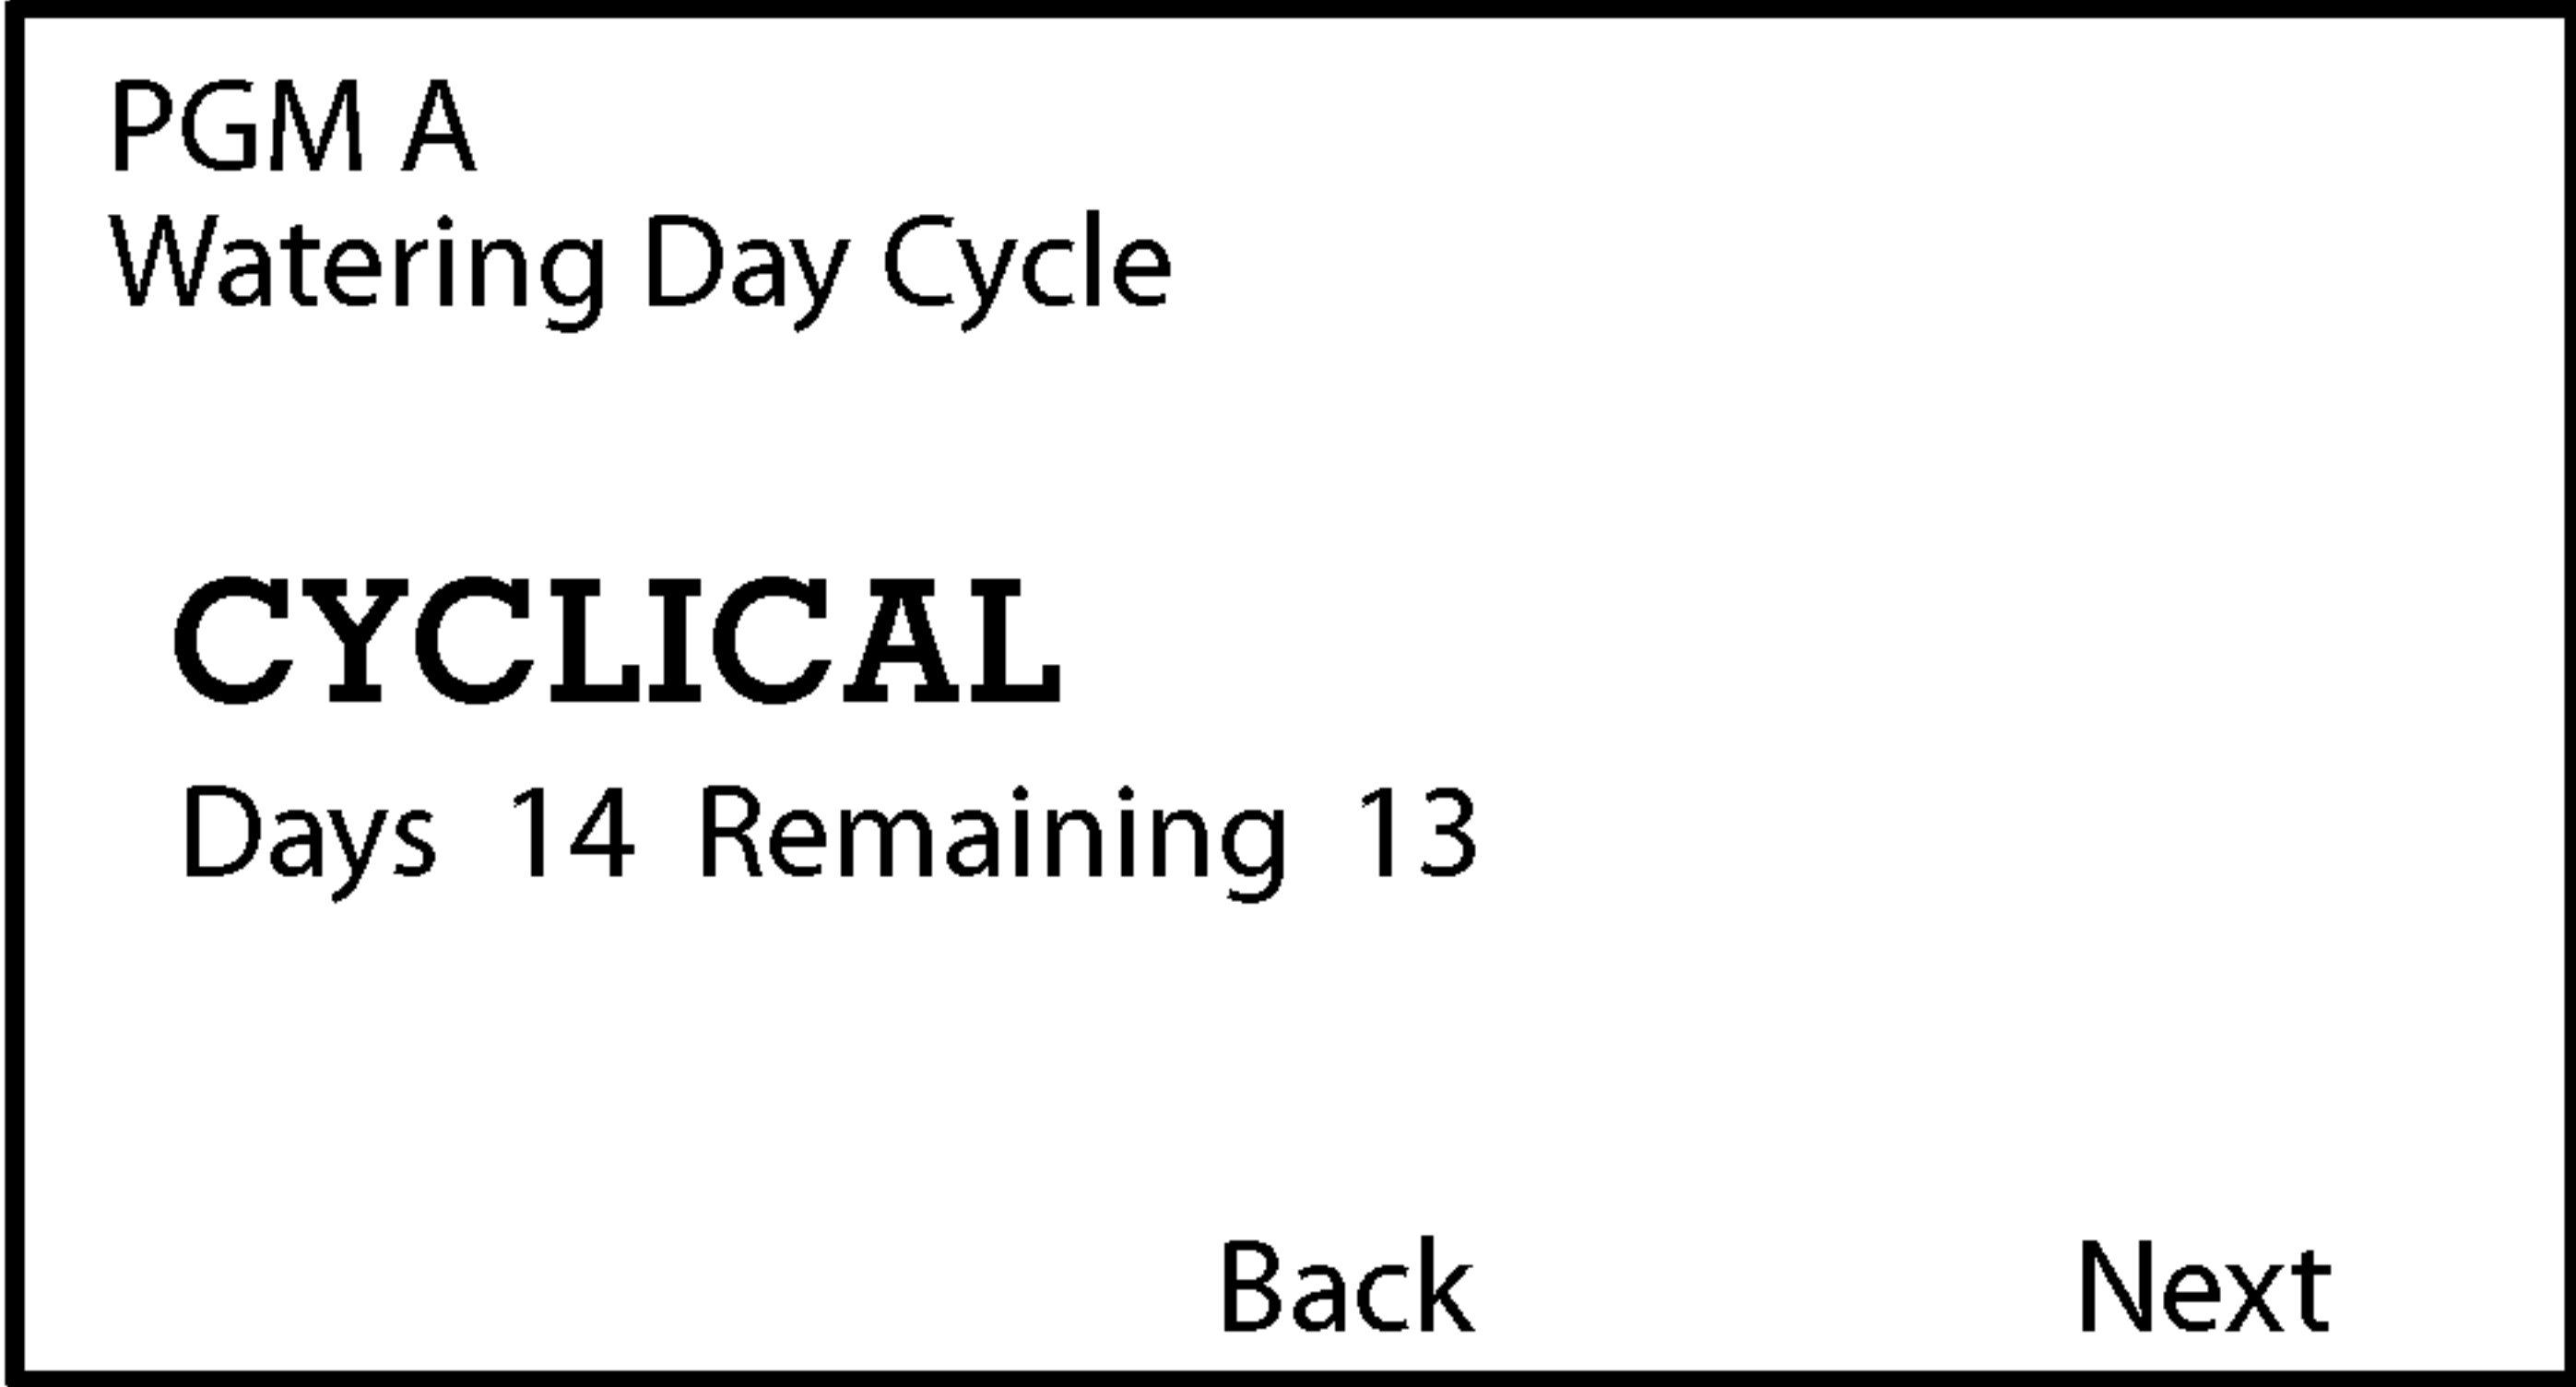 PGM A
Watering Day Cycle
CYCLICAL
Days 14 Remaining 13
Back Next